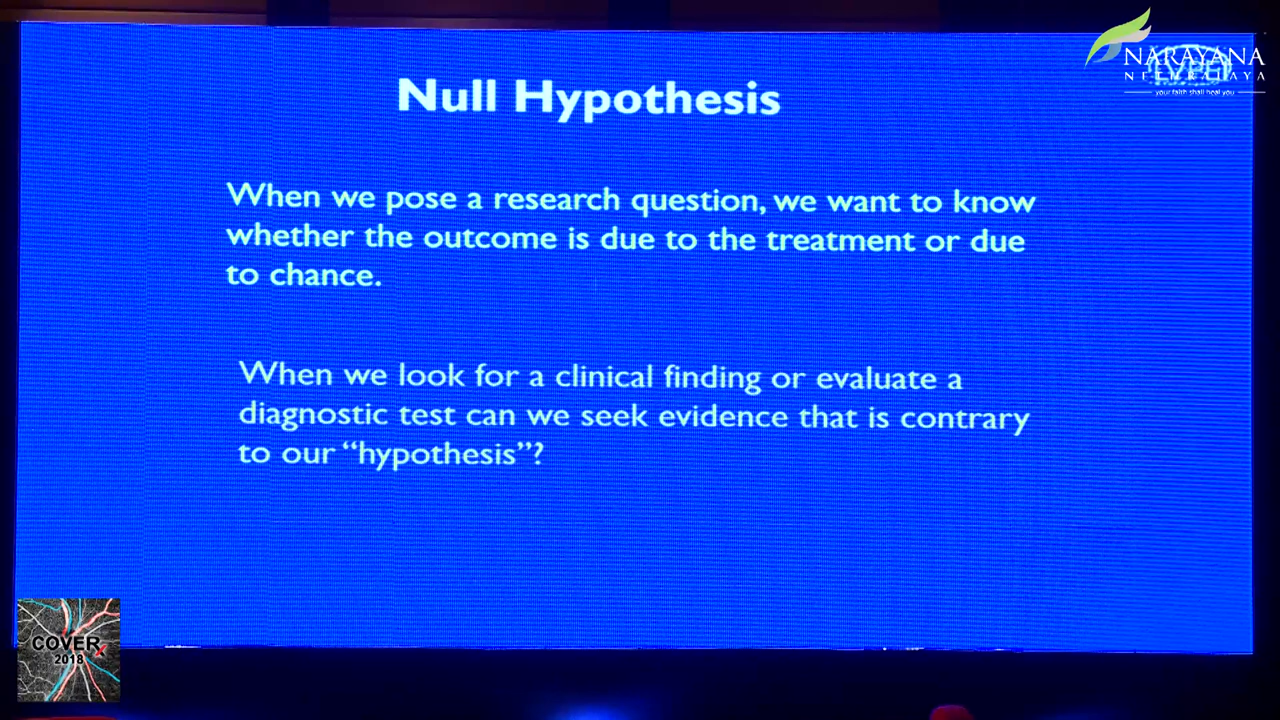 Null Hypothesis
When we pose a research question, we want to know
whether the outcome is due to the treatment or due
to chance.
When we look for a clinical finding or evaluate a
diagnostic test can we seek evidence that is contrary
to our “hypothesis”?
NARAYANA
NETHRALAYA
your faith shall heal you
COVER
2018